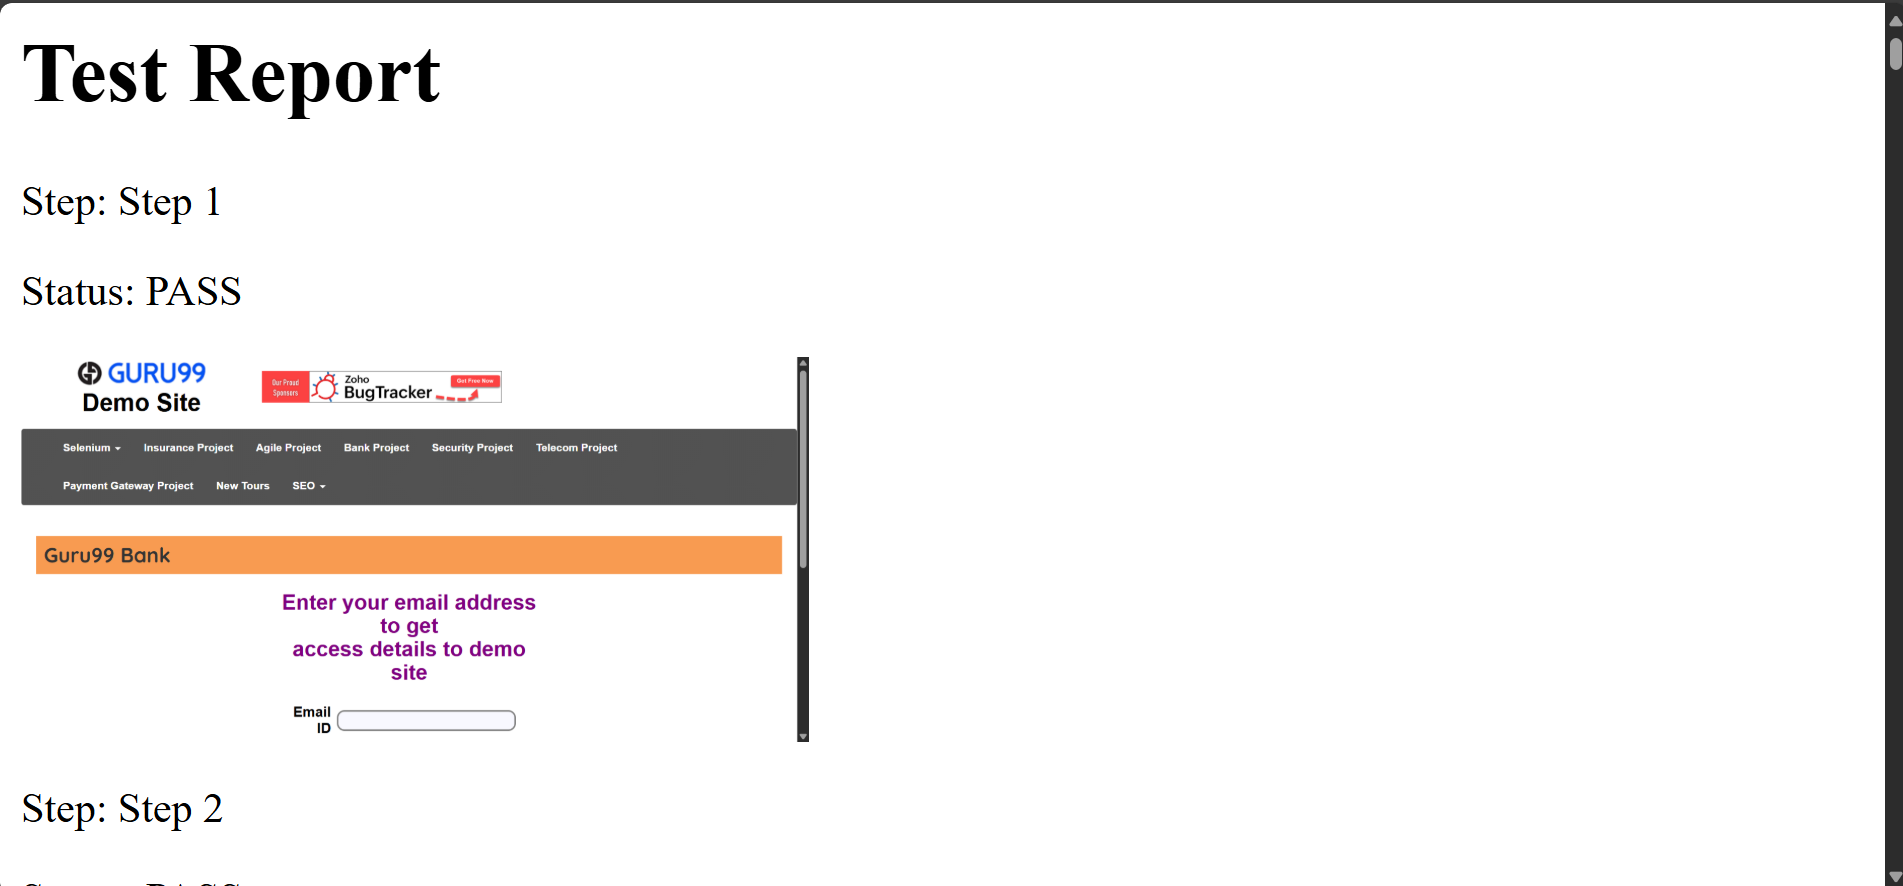 Test Report
Step: Step 1
Status: PASS
GURU99
Demo Site
Our Proud
Sponsors
Zoho
BugTracker
Get Free Now
Selenium
Insurance Project
Agile Project
Bank Project
Security Project
Telecom Project
Payment Gateway Project
New Tours
SEO
Guru99 Bank
Enter your email address
to get
access details to demo
site
Email
ID
Step: Step 2